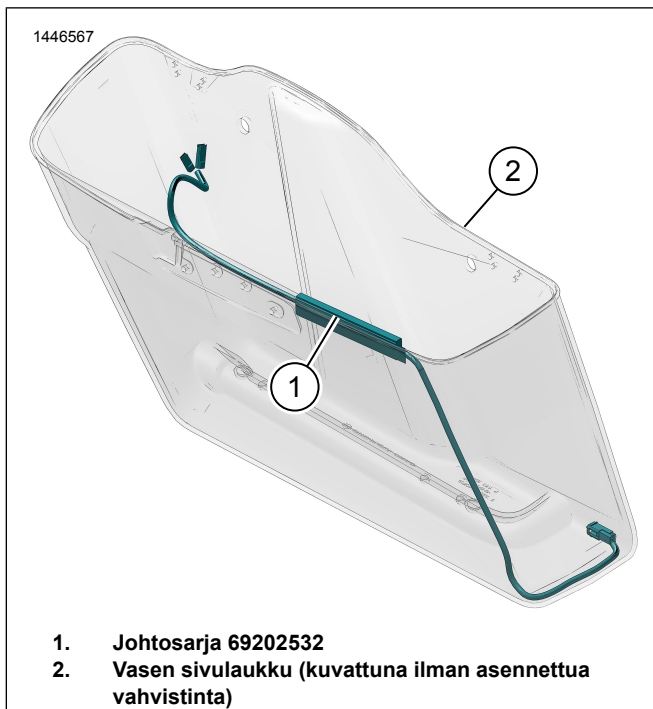 1446567
2
1
1. Johtosarja 69202532
2. Vasen sivulaukku (kuvattuna ilman asennettua
vahvistinta)